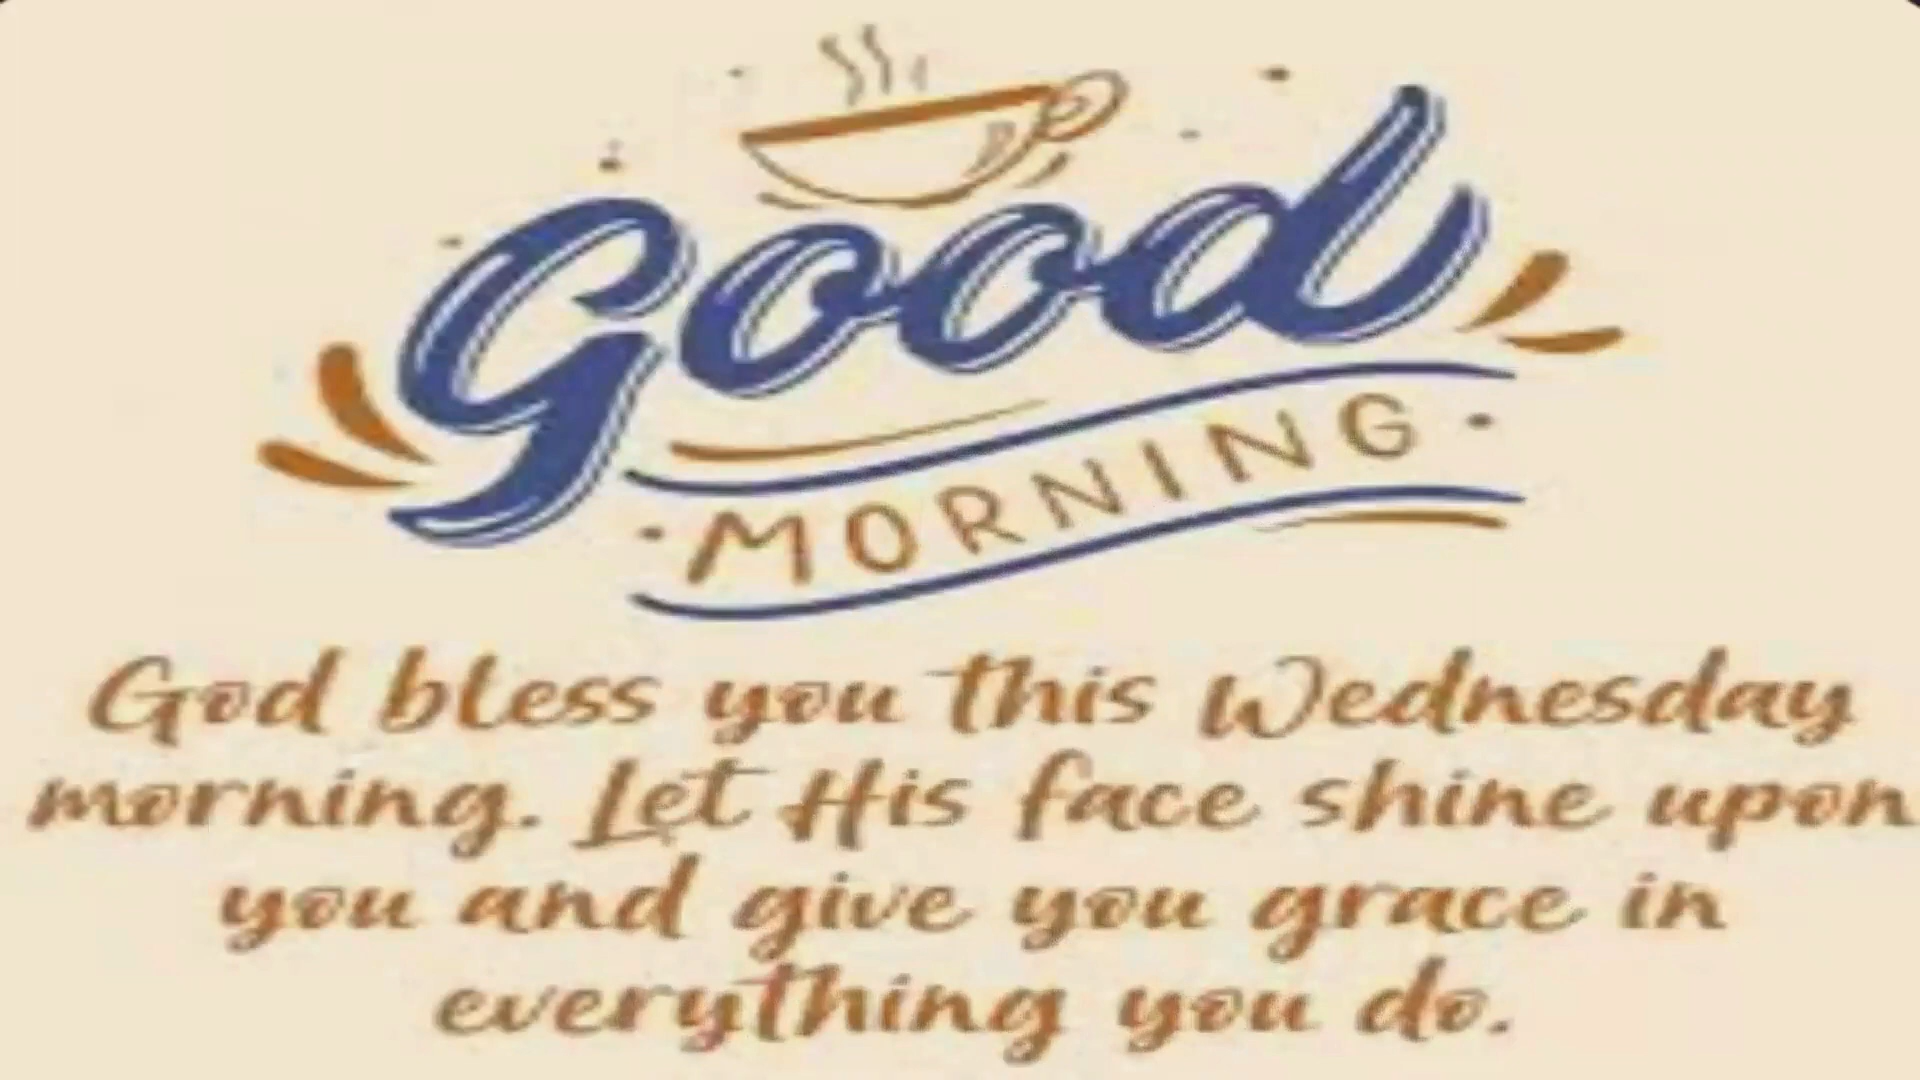 Good
MORNING
God bless you this Wednesday
morning. Let His face shine upon
you and give you grace in
everything you do.